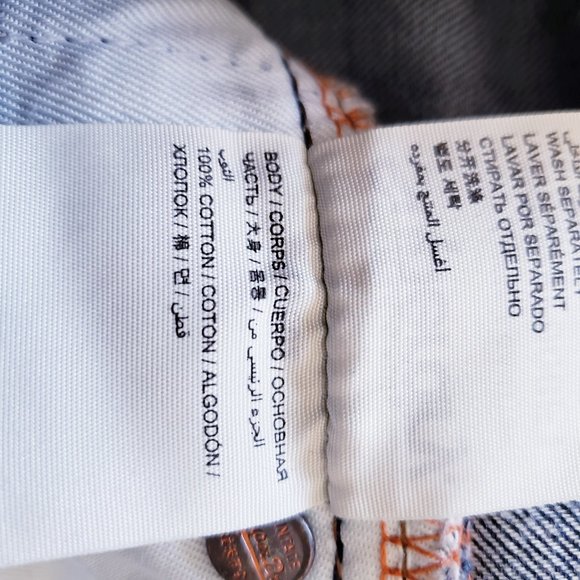 WASH SEPARATELY
LAVER SÉPARÉMENT
LAVAR POR SEPARADO
СТИРАТЬ ОТДЕЛЬНО
分开洗涤
별도 세탁
اغسل المنتج بمفرده
BODY / CORPS / CUERPO / ОСНОВНАЯ
ЧАСТЬ / 大身 / 몸통 / الجزء الرئيسي من
الثوب
100% COTTON / COTON / ALGODÓN /
ХЛОПОК / 棉 / 면 / قطن /